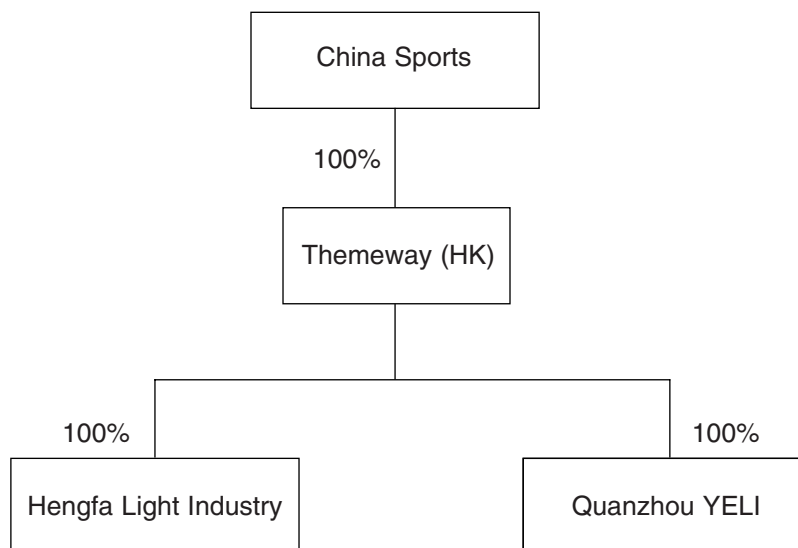 China Sports
100%
Themeway (HK)
100%
100%
Hengfa Light Industry
Quanzhou YELI